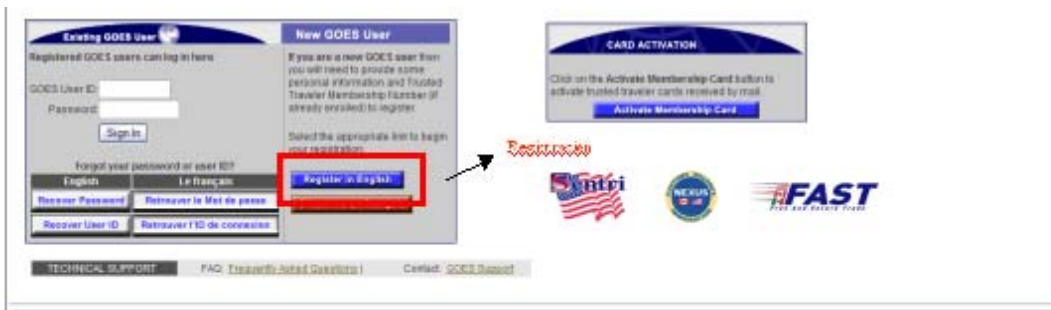 Existing GOES User
Registered GOES users can log in here
GOES User ID:
Password:
Sign In
Forgot your password or user ID?
English
Le français
Recover Password
Retrouver le Mot de passe
Recover User ID
Retrouver l'ID de connexion
New GOES User
If you are a new GOES user then
you will need to provide some
personal information and Trusted
Traveler Membership Number (if
already enrolled) to register.
Select the appropriate link to begin
your registration.
Register in English
CARD ACTIVATION
Click on the Activate Membership Card button to
activate trusted traveler cards received by mail.
Activate Membership Card
Sentri
NEXUS
FAST
Free and Secure Trade
TECHNICAL SUPPORT
FAQ: Frequently Asked Questions |
Contact: GOES Support